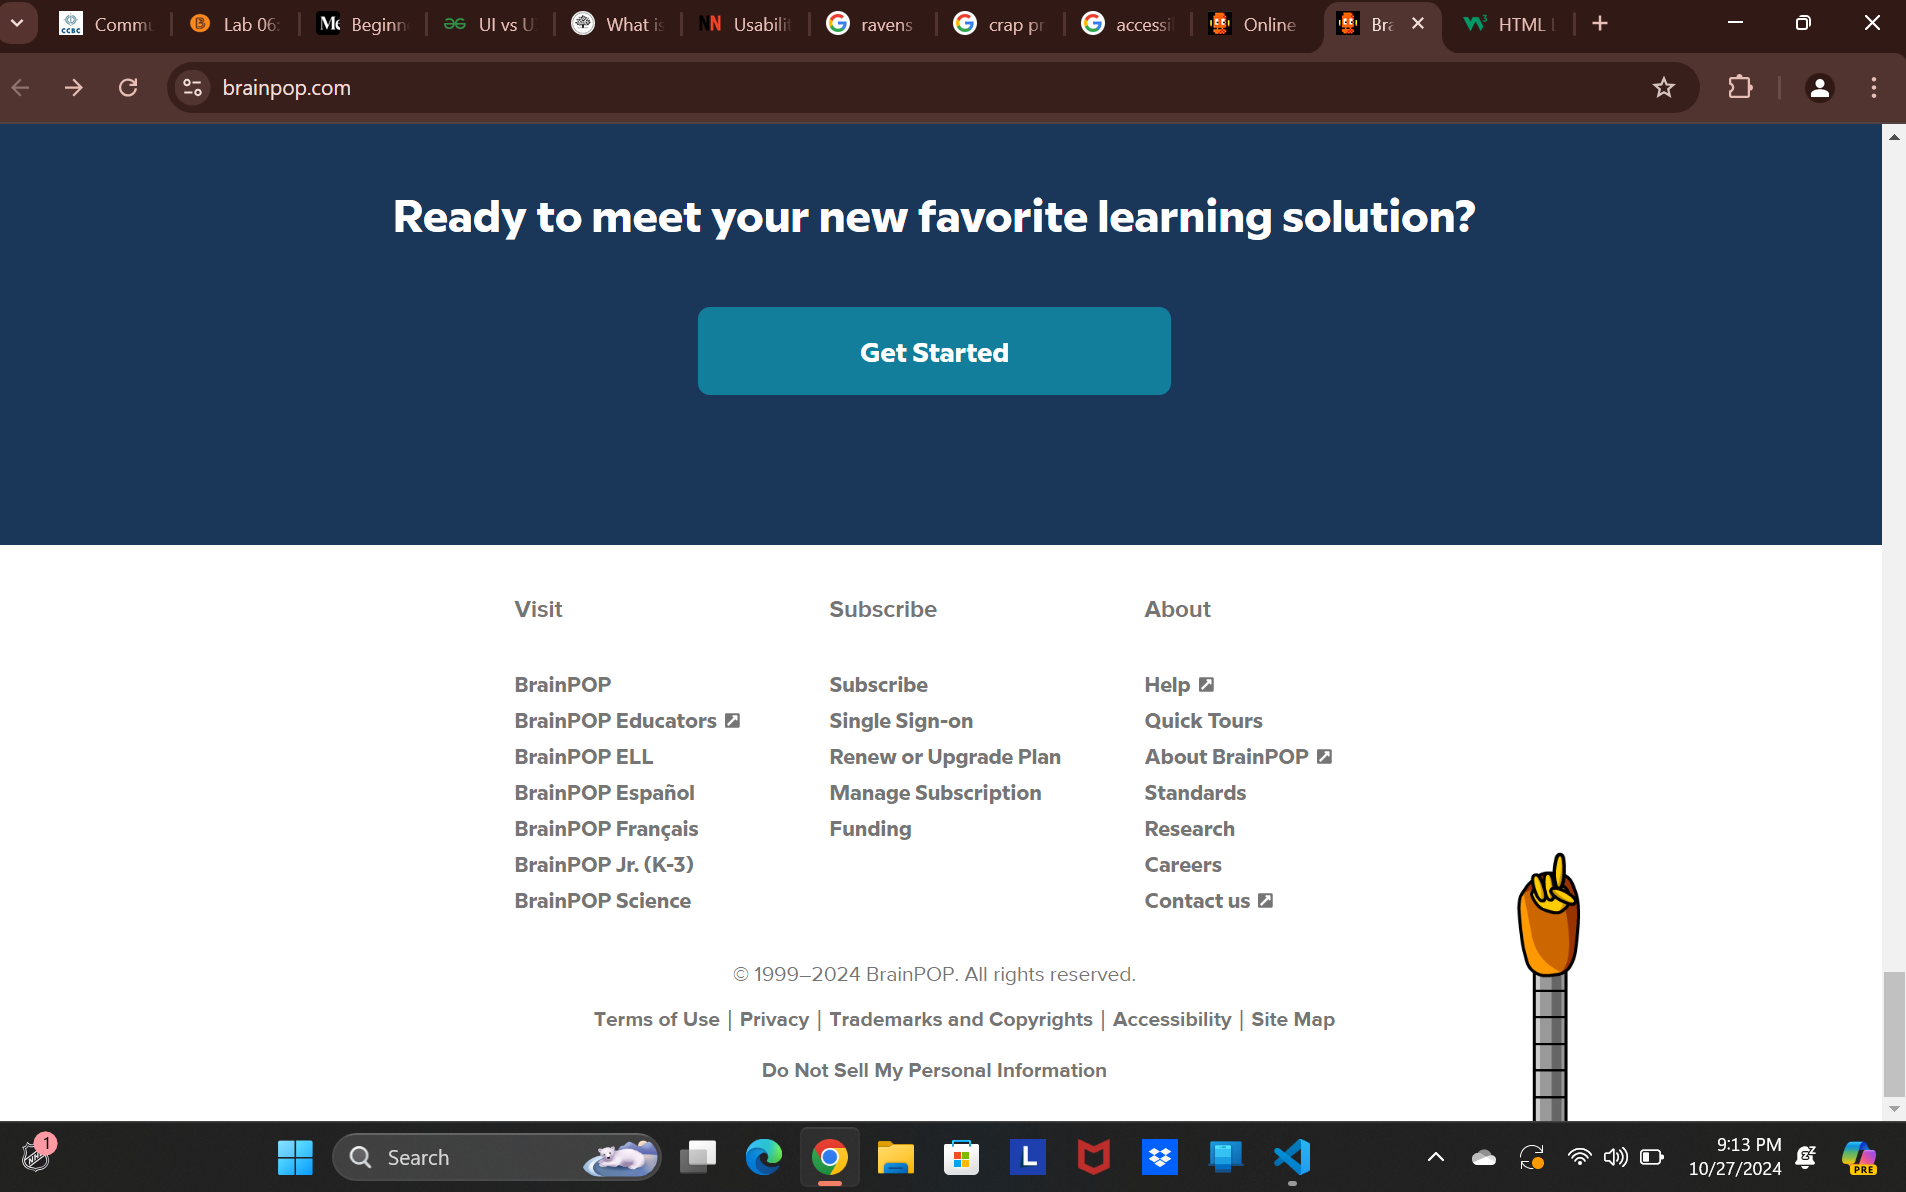 Commu
Lab 06:
Beginn
UI vs U
What is
Usabilit
ravens
crap pr
accessil
Online
Bra
HTML L
brainpop.com
Ready to meet your new favorite learning solution?
Get Started
Visit
BrainPOP
BrainPOP Educators
BrainPOP ELL
BrainPOP Español
BrainPOP Français
BrainPOP Jr. (K-3)
BrainPOP Science
Subscribe
Subscribe
Single Sign-on
Renew or Upgrade Plan
Manage Subscription
Funding
About
Help
Quick Tours
About BrainPOP
Standards
Research
Careers
Contact us
© 1999–2024 BrainPOP. All rights reserved.
Terms of Use | Privacy | Trademarks and Copyrights | Accessibility | Site Map
Do Not Sell My Personal Information
1
Search
L
9:13 PM
10/27/2024
PRE